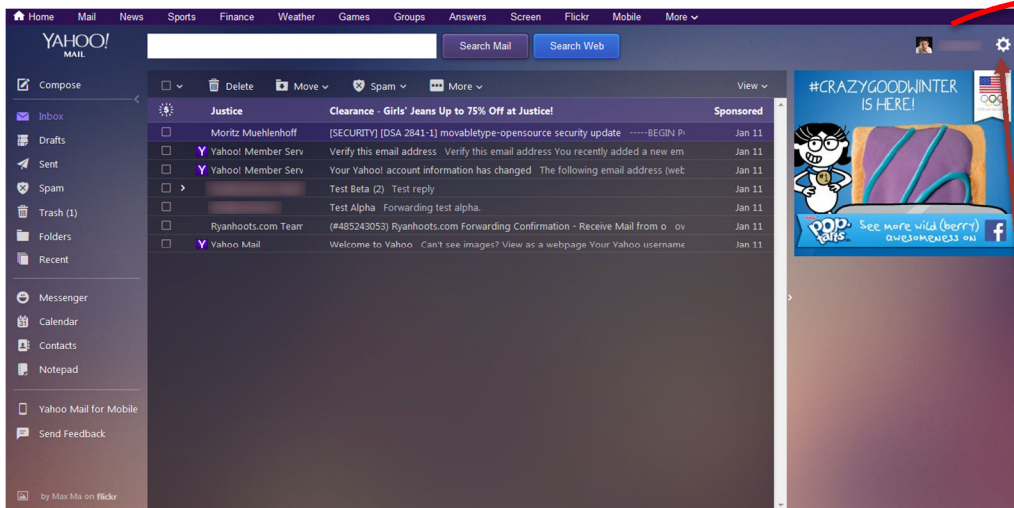 Home Mail News Sports Finance Weather Games Groups Answers Screen Flickr Mobile More
YAHOO!
MAIL
Search Mail Search Web
Compose
Inbox
Drafts
Sent
Spam
Trash (1)
Folders
Recent
Messenger
Calendar
Contacts
Notepad
Yahoo Mail for Mobile
Send Feedback
by Max Ma on flickr
Delete Move Spam More View
Justice Clearance - Girls' Jeans Up to 75% Off at Justice! Sponsored
Moritz Muehlenhoff [SECURITY] [DSA 2841-1] movabletype-opensource security update -----BEGIN Jan 11
Y Yahoo! Member Serv Verify this email address Verify this email address You recently added a new em Jan 11
Y Yahoo! Member Serv Your Yahoo! account information has changed The following email address (web Jan 11
Test Beta (2) Test reply Jan 11
Test Alpha Forwarding test alpha. Jan 11
Ryanhoots.com Team (#485243053) Ryanhoots.com Forwarding Confirmation - Receive Mail from o Jan 11
Y Yahoo Mail Welcome to Yahoo Can't see images? View as a webpage Your Yahoo username Jan 11
#CRAZYGOODWINTER
IS HERE!
#1
POP
tarts
See more wild (berry)
awesomeness on f